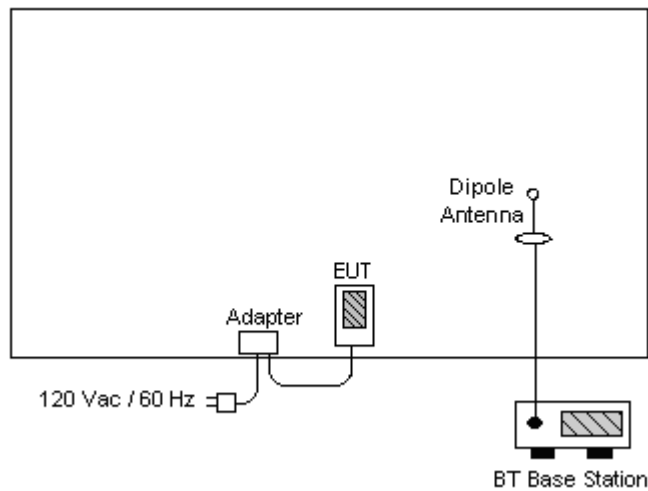 Dipole
Antenna
EUT
Adapter
120 Vac / 60 Hz
BT Base Station